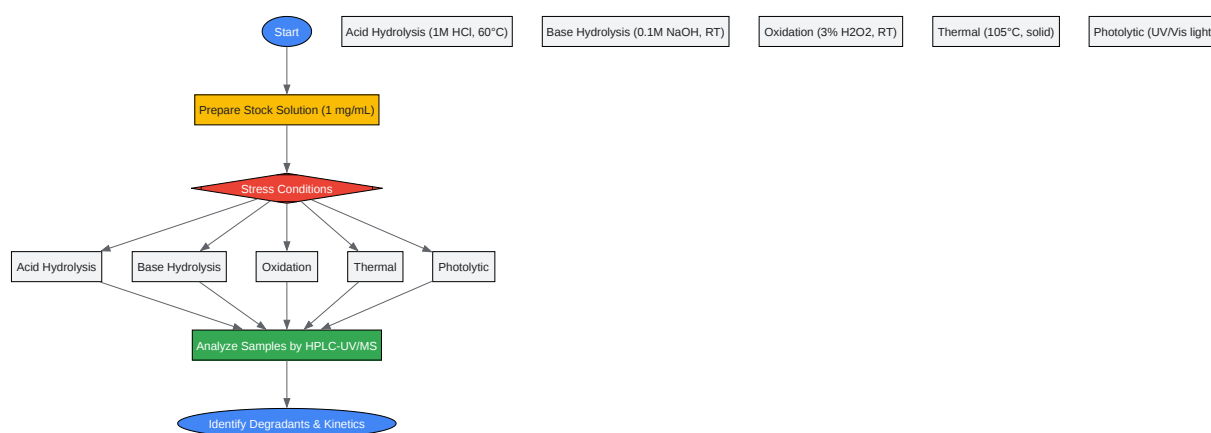 Start
Acid Hydrolysis (1M HCl, 60°C)
Base Hydrolysis (0.1M NaOH, RT)
Oxidation (3% H2O2, RT)
Thermal (105°C, solid)
Photolytic (UV/Vis light
Prepare Stock Solution (1 mg/mL)
Stress Conditions
Acid Hydrolysis
Base Hydrolysis
Oxidation
Thermal
Photolytic
Analyze Samples by HPLC-UV/MS
Identify Degradants & Kinetics